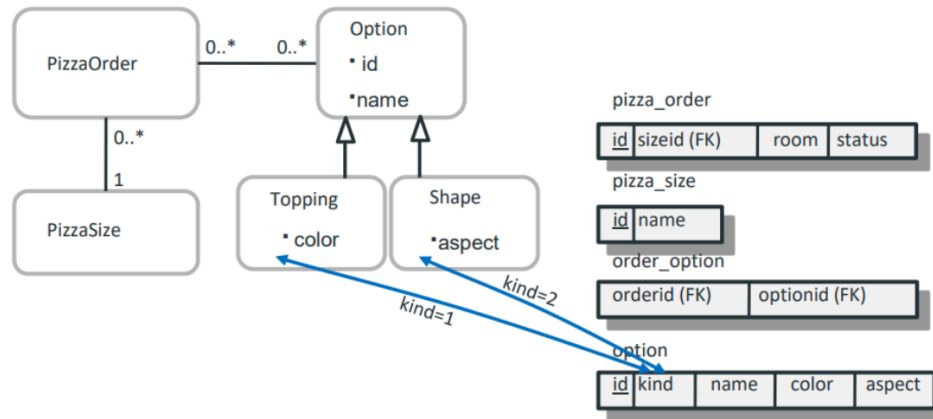 PizzaOrder
0..*
0..*
Option
▪ id
▪name
0..*
1
PizzaSize
Topping
▪ color
Shape
▪aspect
kind=1
kind=2
pizza_order
id sizeid (FK) room status
pizza_size
id name
order_option
orderid (FK) optionid (FK)
option
id kind name color aspect